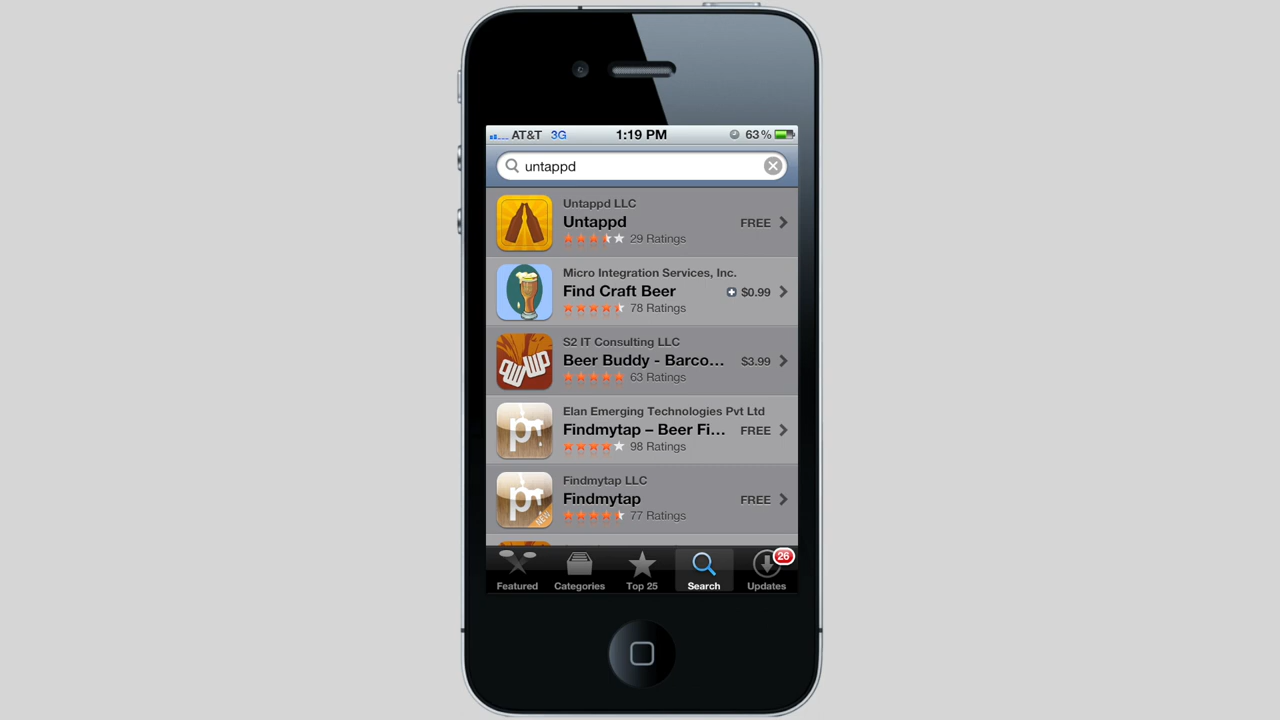 AT&T 3G 1:19 PM 63%
untappd
Untappd LLC
Untappd
FREE
29 Ratings
Micro Integration Services, Inc.
Find Craft Beer
$0.99
78 Ratings
S2 IT Consulting LLC
Beer Buddy - Barco...
$3.99
63 Ratings
Elan Emerging Technologies Pvt Ltd
Findmytap – Beer Fi...
FREE
98 Ratings
Findmytap LLC
Findmytap
FREE
NEW
77 Ratings
26
Featured Categories Top 25 Search Updates